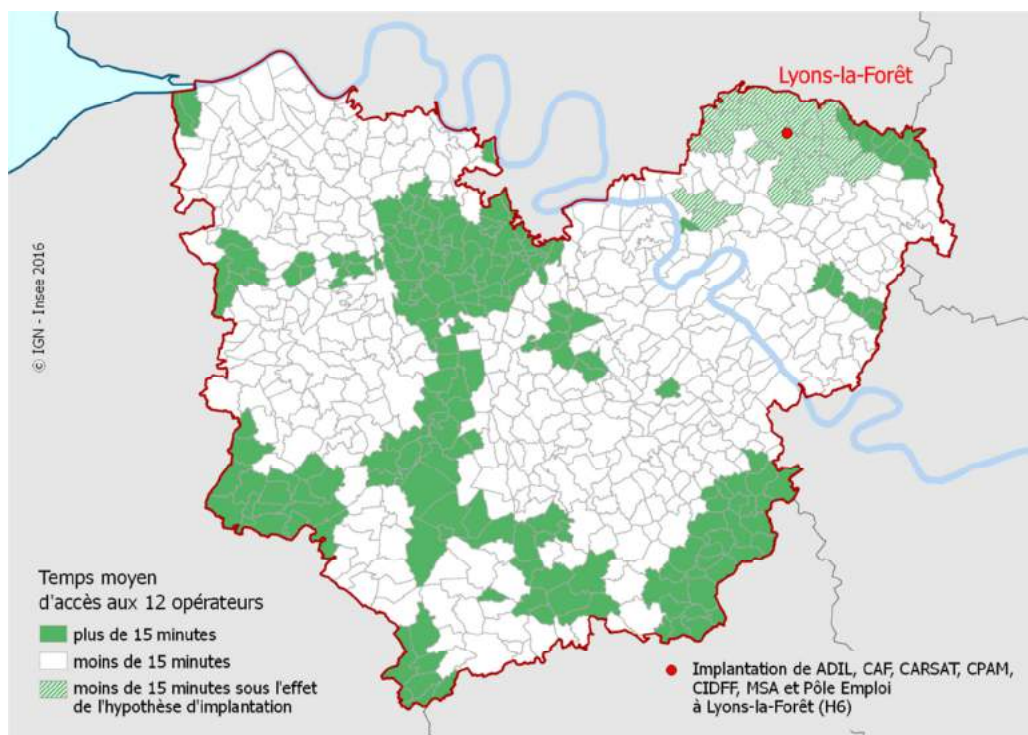 Lyons-la-Forêt
© IGN - Insee 2016
Temps moyen
d'accès aux 12 opérateurs
plus de 15 minutes
moins de 15 minutes
moins de 15 minutes sous l'effet
de l'hypothèse d'implantation
Implantation de ADIL, CAF, CARSAT, CPAM,
CIDFF, MSA et Pôle Emploi
à Lyons-la-Forêt (H6)